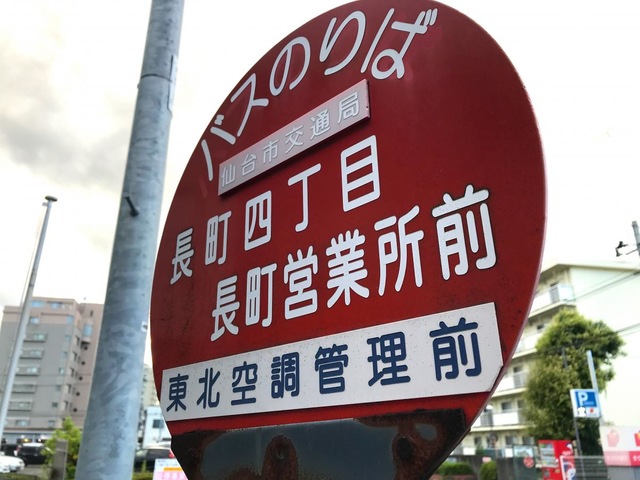 バスのりば
仙台市交通局
長町四丁目
長町営業所前
東北空調管理前
P